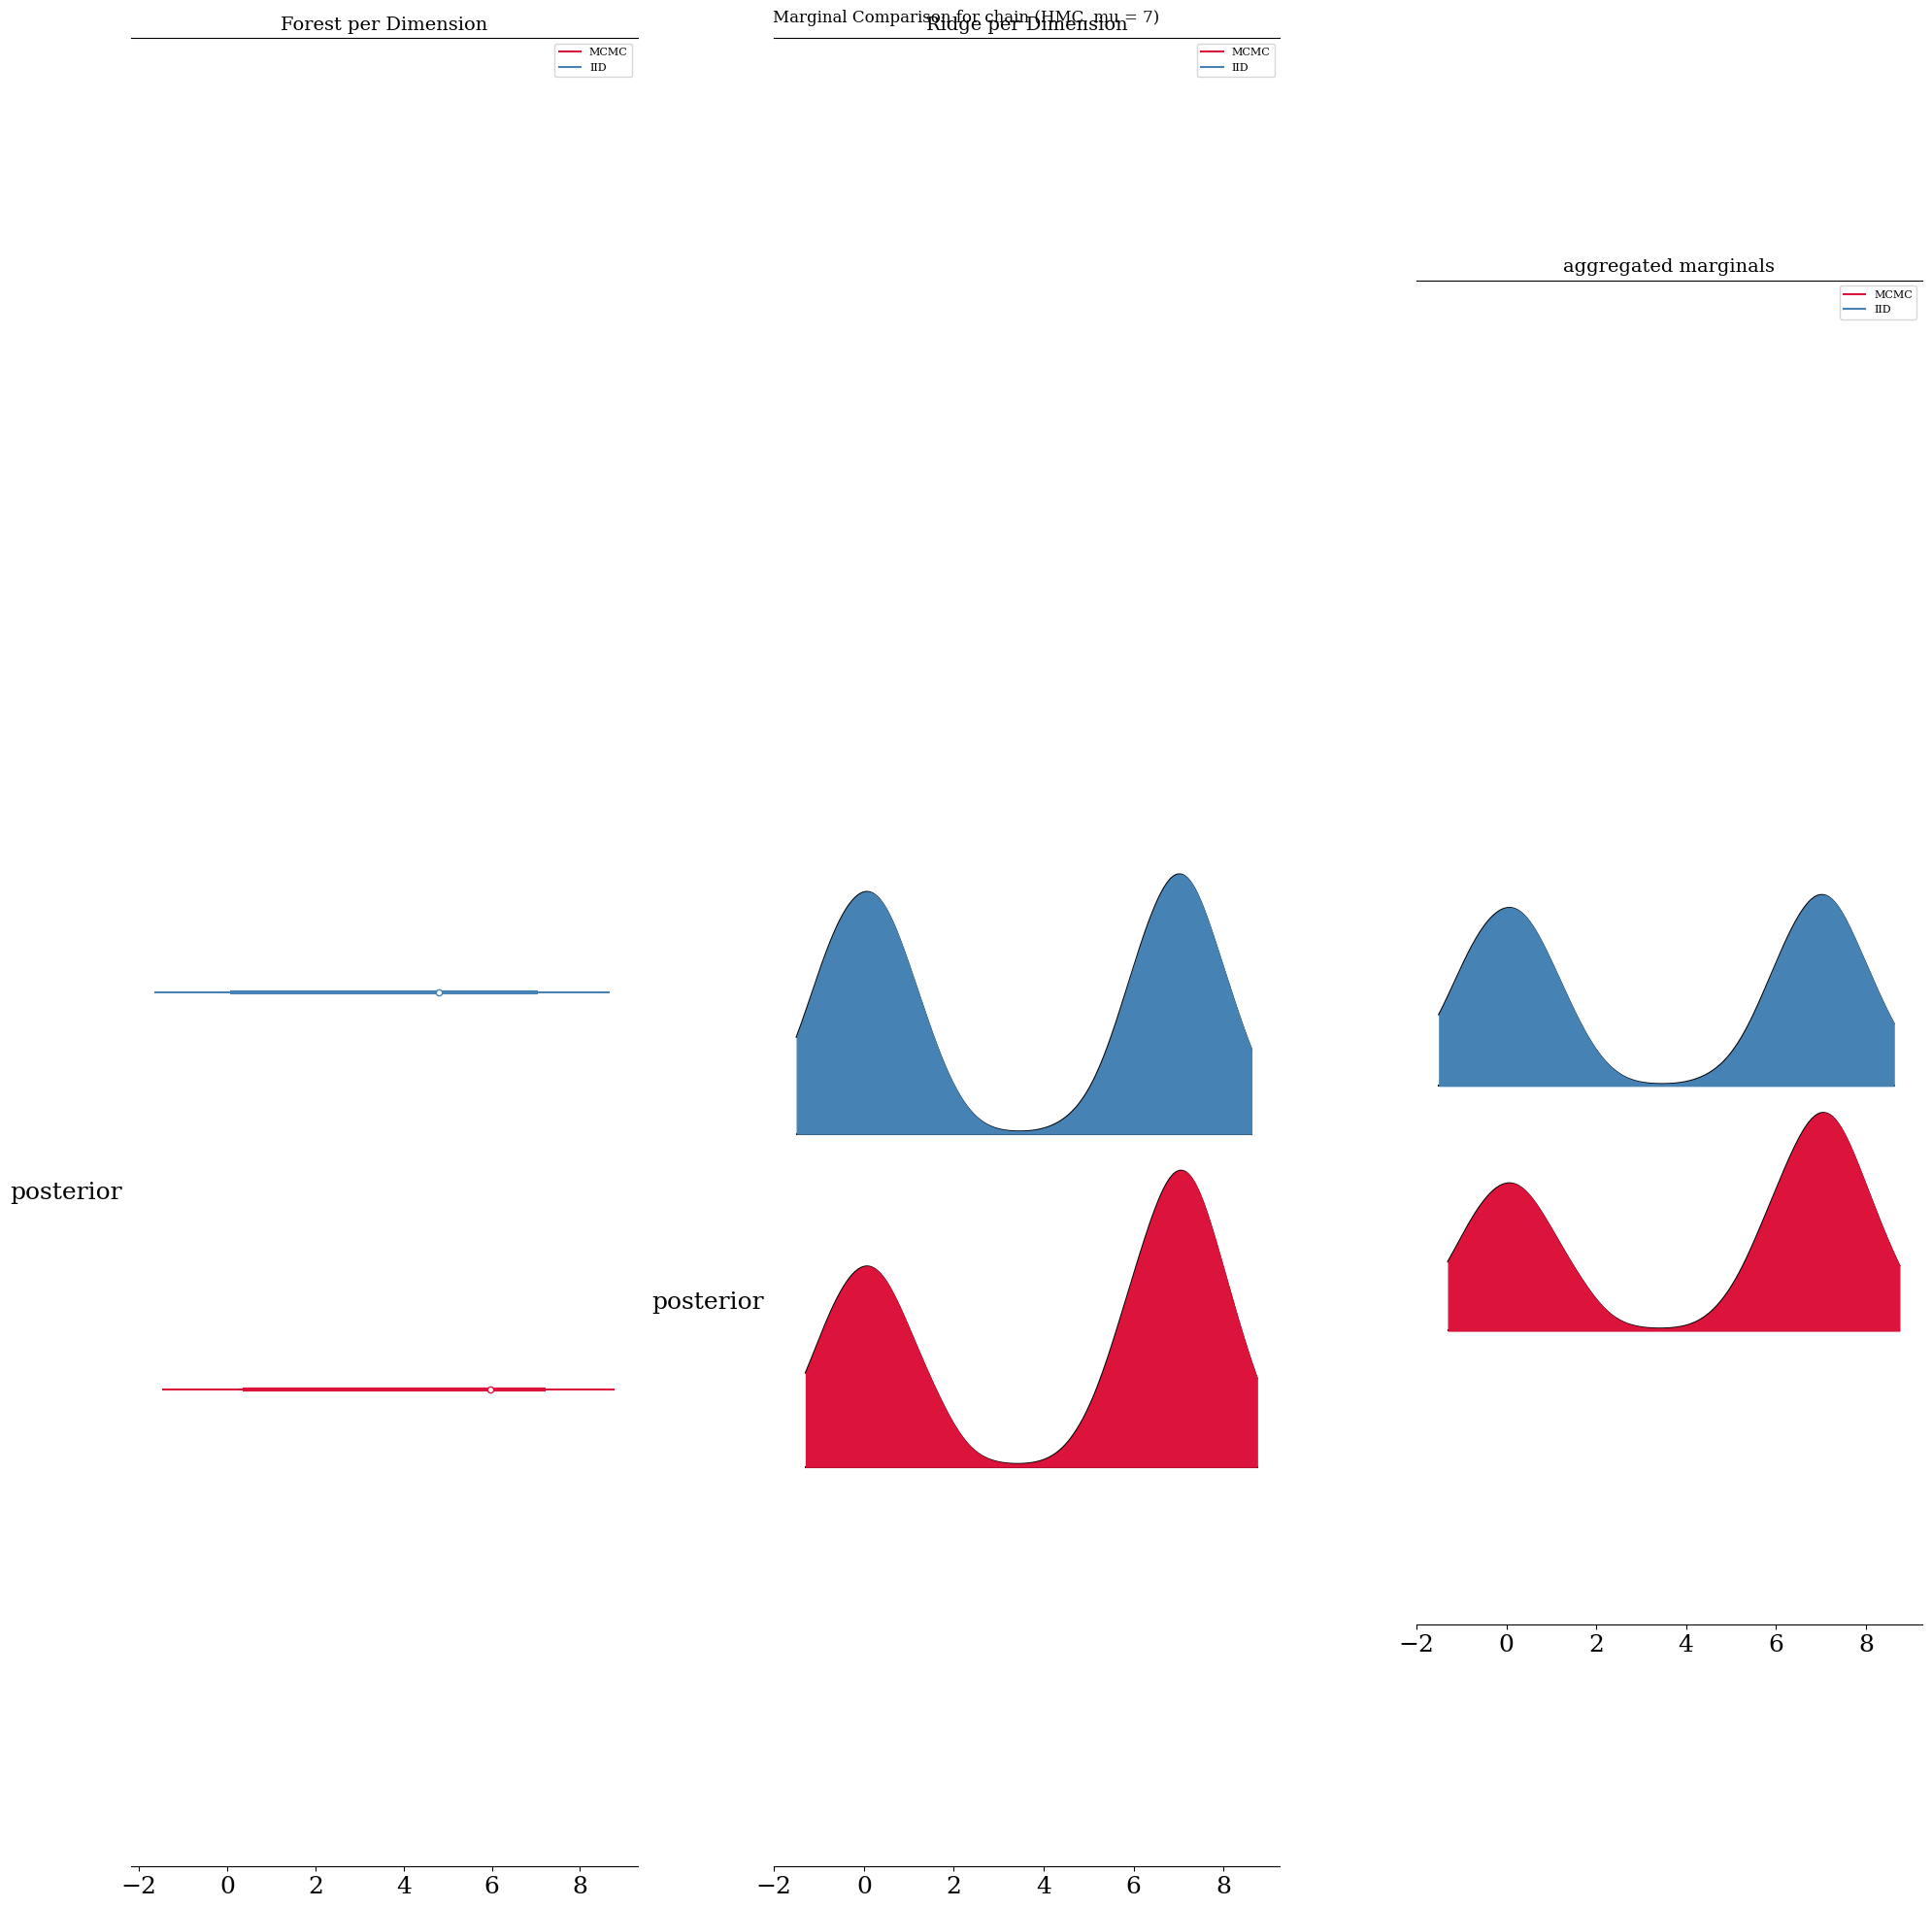 Marginal Comparison for chain (HMC, mu = 7)
Forest per Dimension
MCMC
IID
posterior
−2 0 2 4 6 8
Ridge per Dimension
MCMC
IID
posterior
−2 0 2 4 6 8
aggregated marginals
MCMC
IID
−2 0 2 4 6 8